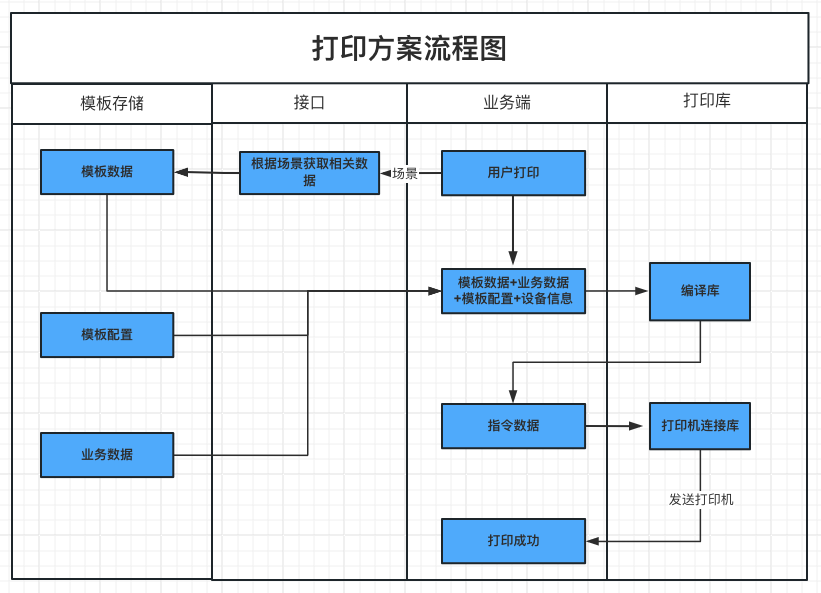 打印方案流程图
模板存储
接口
业务端
打印库
模板数据
根据场景获取相关数
据
场景
用户打印
模板数据+业务数据
+模板配置+设备信息
编译库
模板配置
指令数据
打印机连接库
业务数据
发送打印机
打印成功